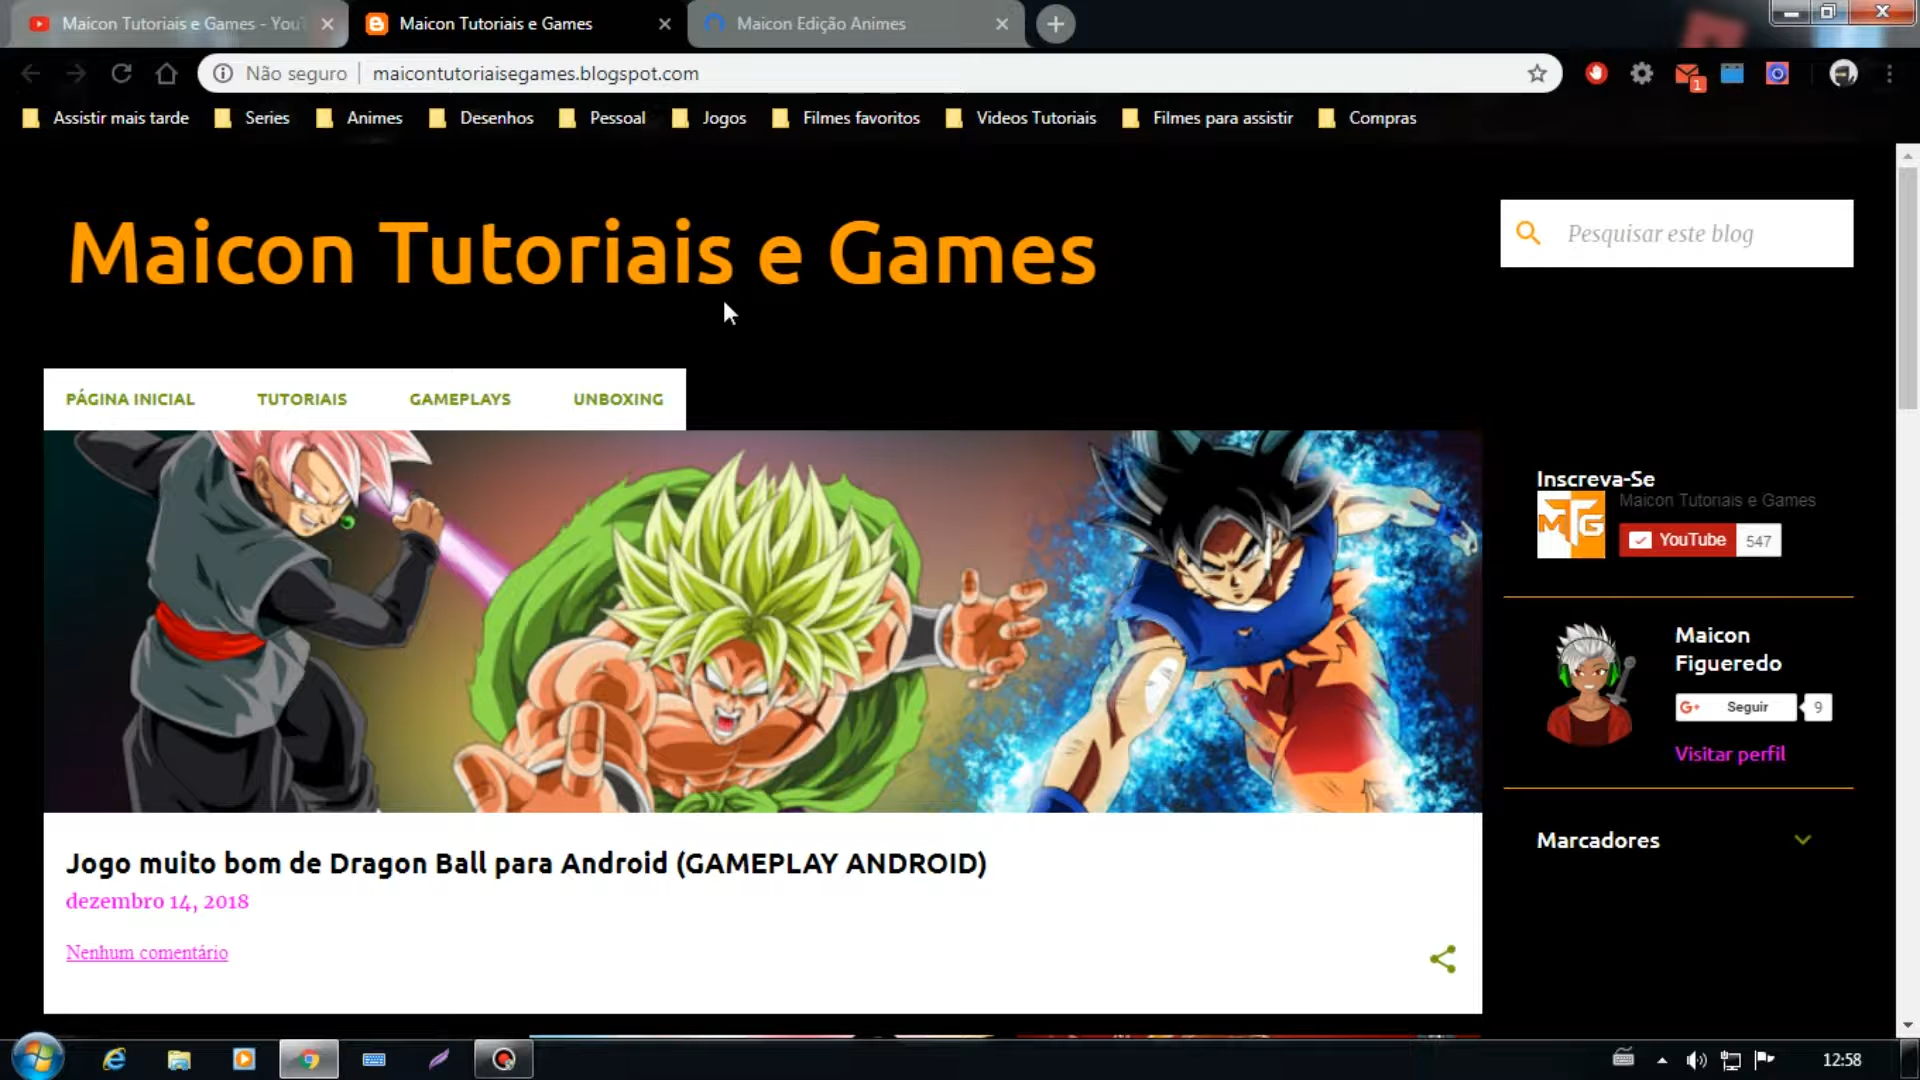 Maicon Tutoriais e Games - You
Maicon Tutoriais e Games
Maicon Edição Animes
Não seguro
maicontutoriaisegames.blogspot.com
1
Assistir mais tarde
Series
Animes
Desenhos
Pessoal
Jogos
Filmes favoritos
Videos Tutoriais
Filmes para assistir
Compras
Maicon Tutoriais e Games
Pesquisar este blog
PÁGINA INICIAL
TUTORIAIS
GAMEPLAYS
UNBOXING
Inscreva-Se
MTG
Maicon Tutoriais e Games
YouTube
547
Maicon
Figueredo
G+
Seguir
9
Visitar perfil
Marcadores
Jogo muito bom de Dragon Ball para Android (GAMEPLAY ANDROID)
dezembro 14, 2018
Nenhum comentário
12:58